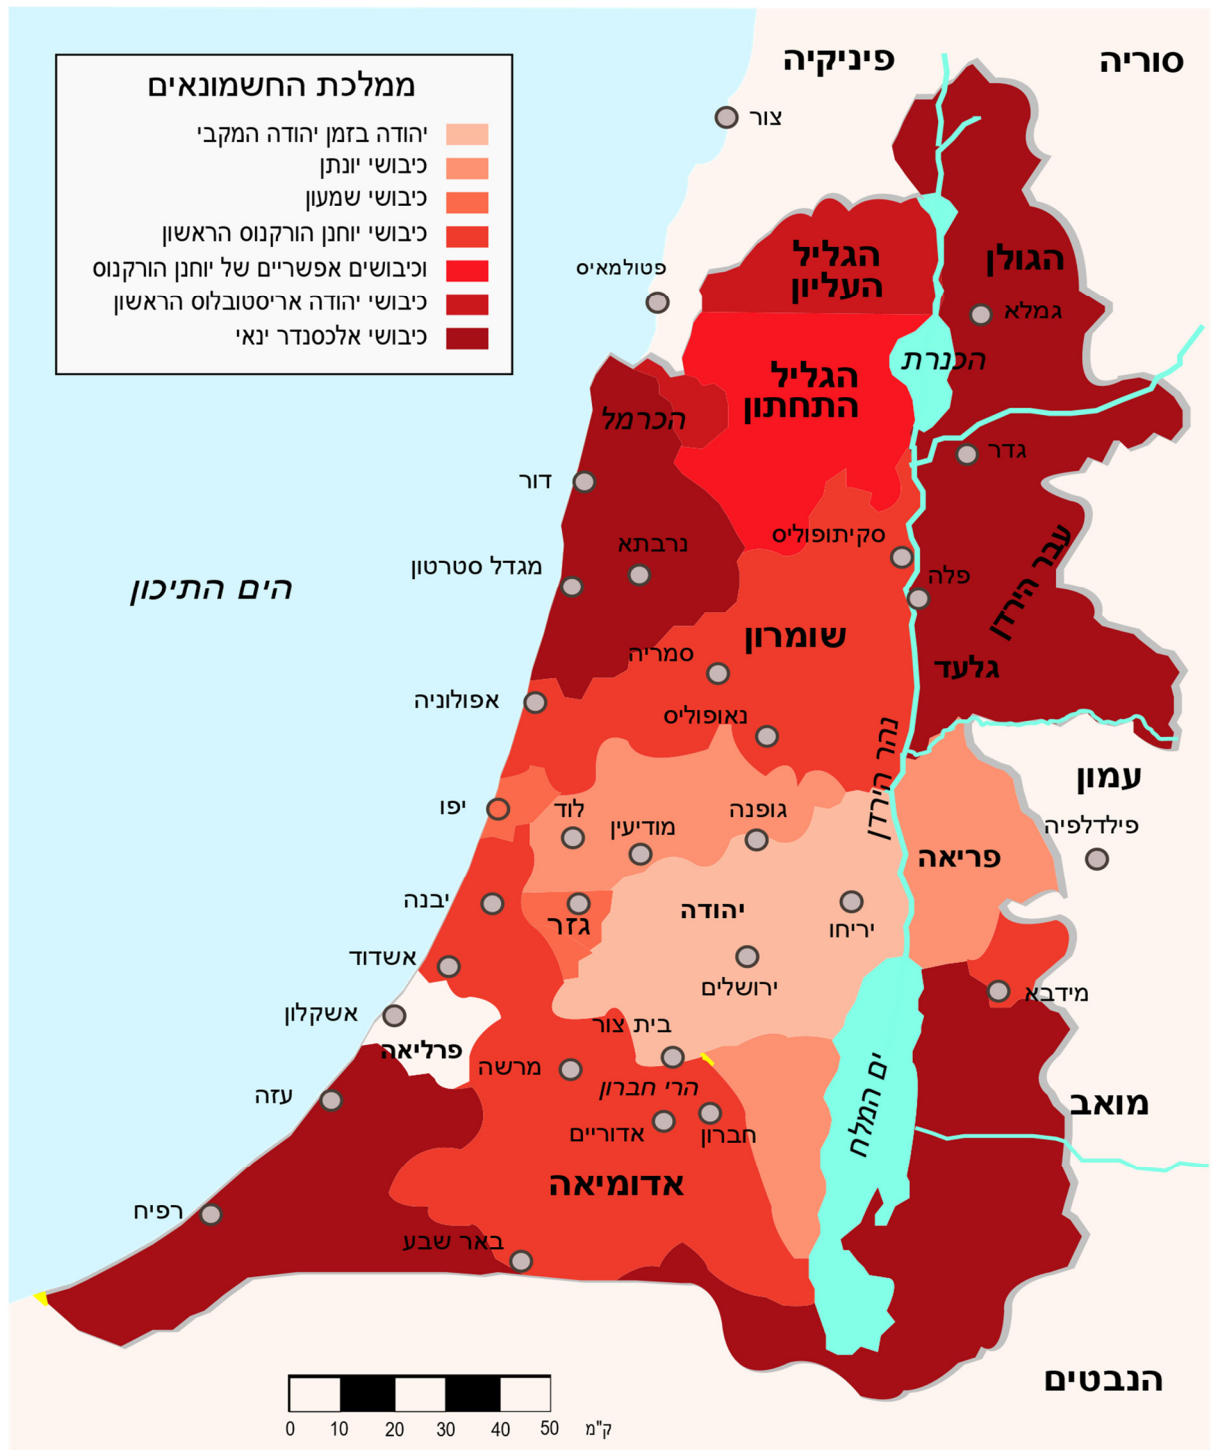 ממלכת החשמונאים
יהודה בזמן יהודה המקבי
כיבושי יונתן
כיבושי שמעון
כיבושי יוחנן הורקנוס הראשון
וכיבושים אפשריים של יוחנן הורקנוס
כיבושי יהודה אריסטובלוס הראשון
כיבושי אלכסנדר ינאי
סוריה
פיניקיה
צור
הגליל
העליון
הגולן
פטולמאיס
גמלא
הכנרת
הגליל
התחתון
הכרמל
גדר
דור
סקיתופוליס
נרבתא
מגדל סטרטון
פלה
עבר הירדן
הים התיכון
שומרון
סמריה
גלעד
אפולוניה
נאופוליס
נהר הירדן
עמון
יפו
לוד
גופנה
מודיעין
פילדלפיה
פריאה
יבנה
גזר
יהודה
יריחו
אשדוד
ירושלים
מידבא
אשקלון
בית צור
פרליאה
מרשה
הרי חברון
עזה
אדוריים
חברון
ים המלח
מואב
אדומיאה
רפיח
באר שבע
הנבטים
0 10 20 30 40 50 ק"מ